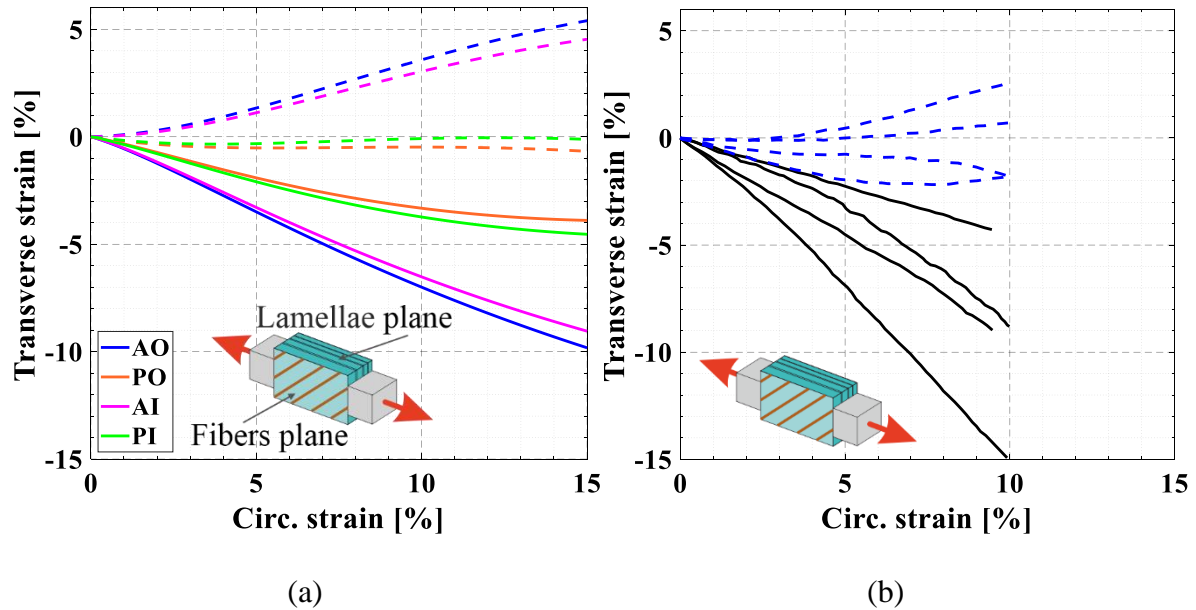 5
0
-5
-10
-15
0
5
10
15
Transverse strain [%]
Circ. strain [%]
Lamellae plane
Fibers plane
AO
PO
AI
PI
(a)
5
0
-5
-10
-15
0
5
10
15
Transverse strain [%]
Circ. strain [%]
(b)